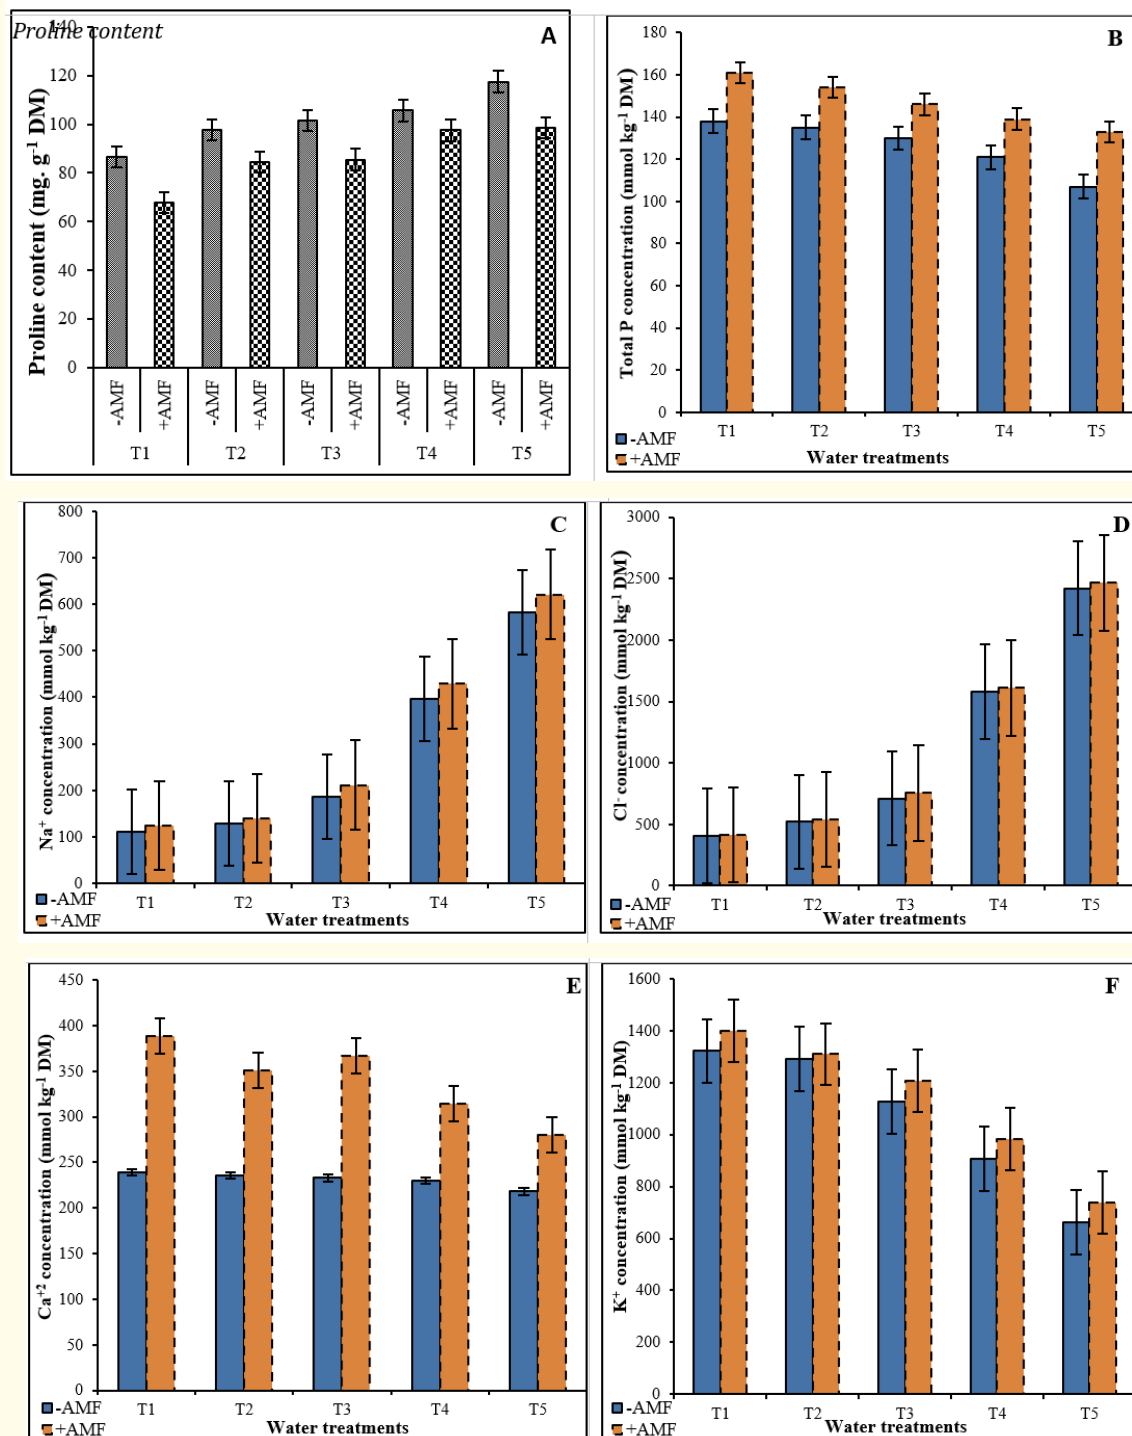 Proline content
A
Proline content (mg. g-1 DM)
140
120
100
80
60
40
20
0
-AMF +AMF -AMF +AMF -AMF +AMF -AMF +AMF -AMF +AMF
T1 T2 T3 T4 T5
B
Total P concentration (mmol kg-1 DM)
180
160
140
120
100
80
60
40
20
0
T1 T2 T3 T4 T5
Water treatments
-AMF
+AMF
C
Na+ concentration (mmol kg-1 DM)
800
700
600
500
400
300
200
100
0
T1 T2 T3 T4 T5
Water treatments
-AMF
+AMF
D
Cl- concentration (mmol kg-1 DM)
3000
2500
2000
1500
1000
500
0
T1 T2 T3 T4 T5
Water treatments
-AMF
+AMF
E
Ca+2 concentration (mmol kg-1 DM)
450
400
350
300
250
200
150
100
50
0
T1 T2 T3 T4 T5
Water treatments
-AMF
+AMF
F
K+ concentration (mmol kg-1 DM)
1600
1400
1200
1000
800
600
400
200
0
T1 T2 T3 T4 T5
Water treatments
-AMF
+AMF